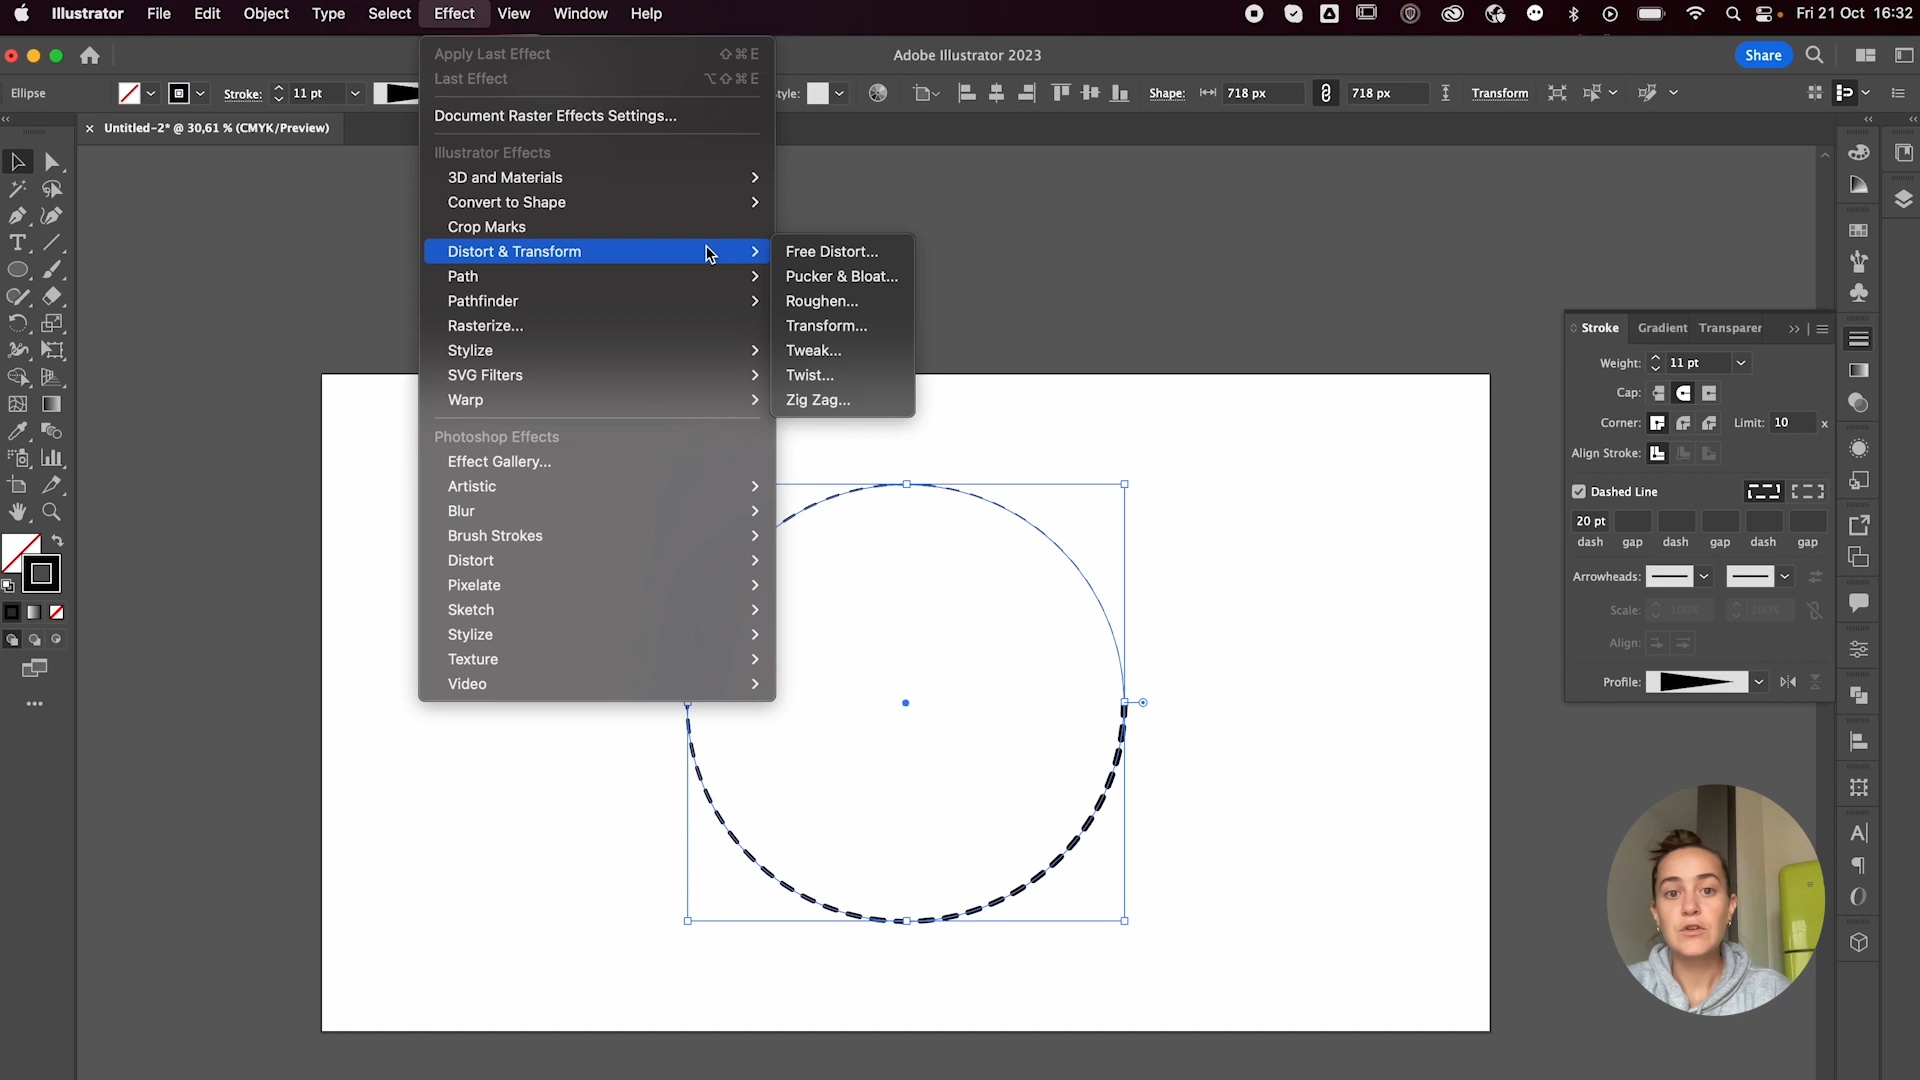 Illustrator File Edit Object Type Select Effect View Window Help
Fri 21 Oct 16:32
Adobe Illustrator 2023
Share
Ellipse
Stroke: 11 pt
tyle:
Shape: 718 px 718 px Transform
× Untitled-2* @ 30,61 % (CMYK/Preview)
Apply Last Effect ⇧⌘E
Last Effect ⌥⇧⌘E
Document Raster Effects Settings...
Illustrator Effects
3D and Materials
Convert to Shape
Crop Marks
Distort & Transform
Path
Pathfinder
Rasterize...
Stylize
SVG Filters
Warp
Photoshop Effects
Effect Gallery...
Artistic
Blur
Brush Strokes
Distort
Pixelate
Sketch
Stylize
Texture
Video
Free Distort...
Pucker & Bloat...
Roughen...
Transform...
Tweak...
Twist...
Zig Zag...
Stroke Gradient Transparer
Weight: 11 pt
Cap:
Corner: Limit: 10 x
Align Stroke:
Dashed Line
20 pt
dash gap dash gap dash gap
Arrowheads:
Scale: 100% 100%
Align:
Profile: